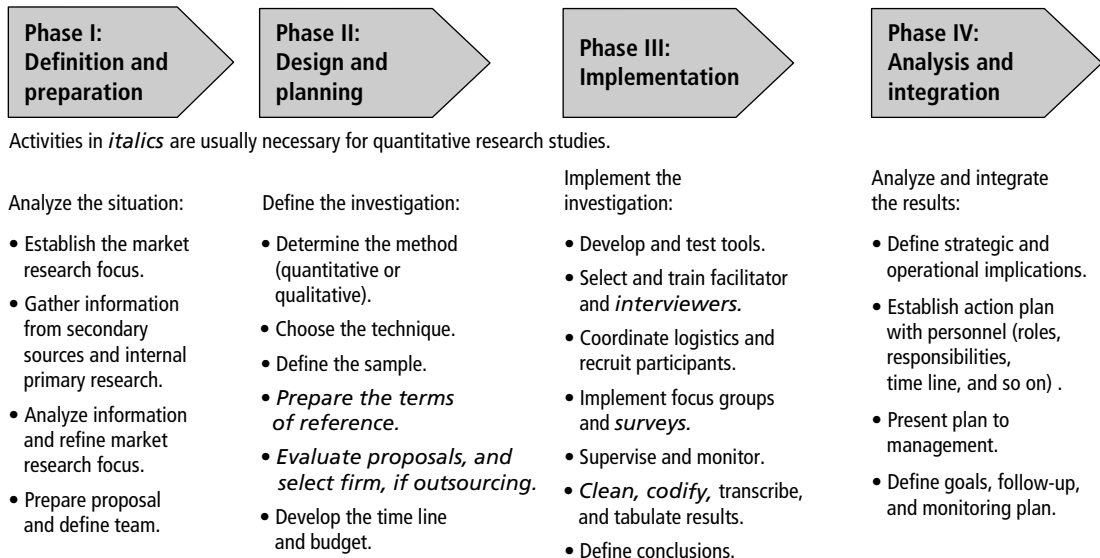 Phase I:
Definition and
preparation
Phase II:
Design and
planning
Phase III:
Implementation
Phase IV:
Analysis and
integration
Activities in italics are usually necessary for quantitative research studies.
Analyze the situation:
• Establish the market
research focus.
• Gather information
from secondary
sources and internal
primary research.
• Analyze information
and refine market
research focus.
• Prepare proposal
and define team.
Define the investigation:
• Determine the method
(quantitative or
qualitative).
• Choose the technique.
• Define the sample.
• Prepare the terms
of reference.
• Evaluate proposals, and
select firm, if outsourcing.
• Develop the time line
and budget.
Implement the
investigation:
• Develop and test tools.
• Select and train facilitator
and interviewers.
• Coordinate logistics and
recruit participants.
• Implement focus groups
and surveys.
• Supervise and monitor.
• Clean, codify, transcribe,
and tabulate results.
• Define conclusions.
Analyze and integrate
the results:
• Define strategic and
operational implications.
• Establish action plan
with personnel (roles,
responsibilities,
time line, and so on) .
• Present plan to
management.
• Define goals, follow-up,
and monitoring plan.